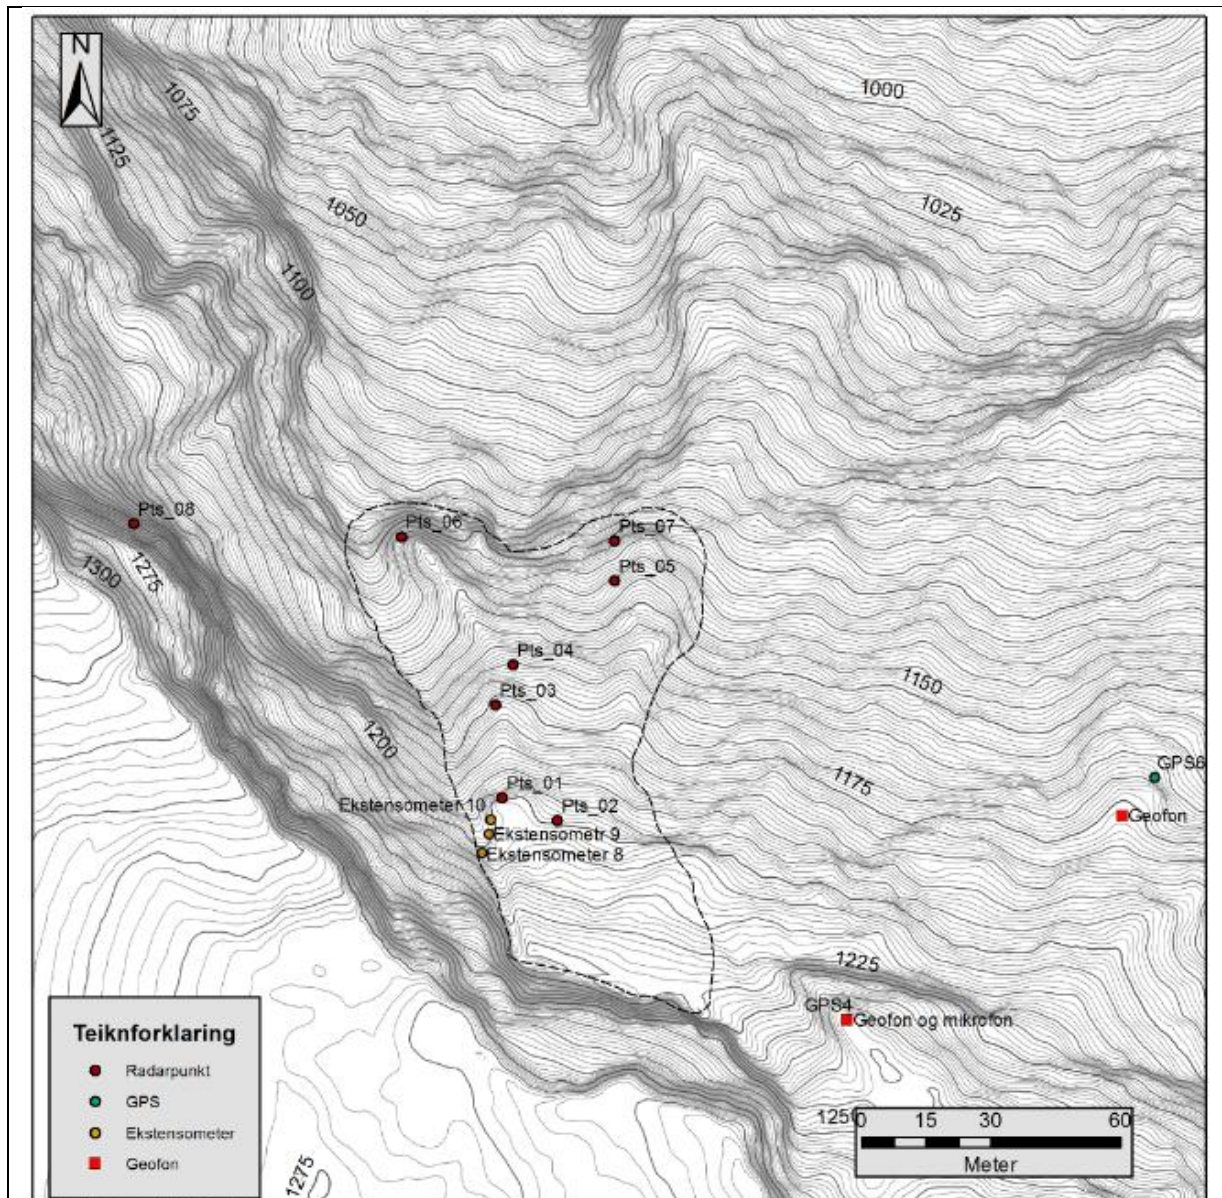 N
1075
1000
1125
1050
1025
1100
Pts_08
Pts_06
Pts_07
1275
1300
Pts_05
Pts_04
1150
Pts_03
1200
GPS6
1175
Pts_01
Ekstensometer 10
Pts_02
Geofon
Ekstensometr 9
Ekstensometer 8
1225
GPS4
Geofon og mikrofon
Teiknforklaring
Radarpunkt
GPS
Ekstensometer
Geofon
1250
0 15 30 60
Meter
1275